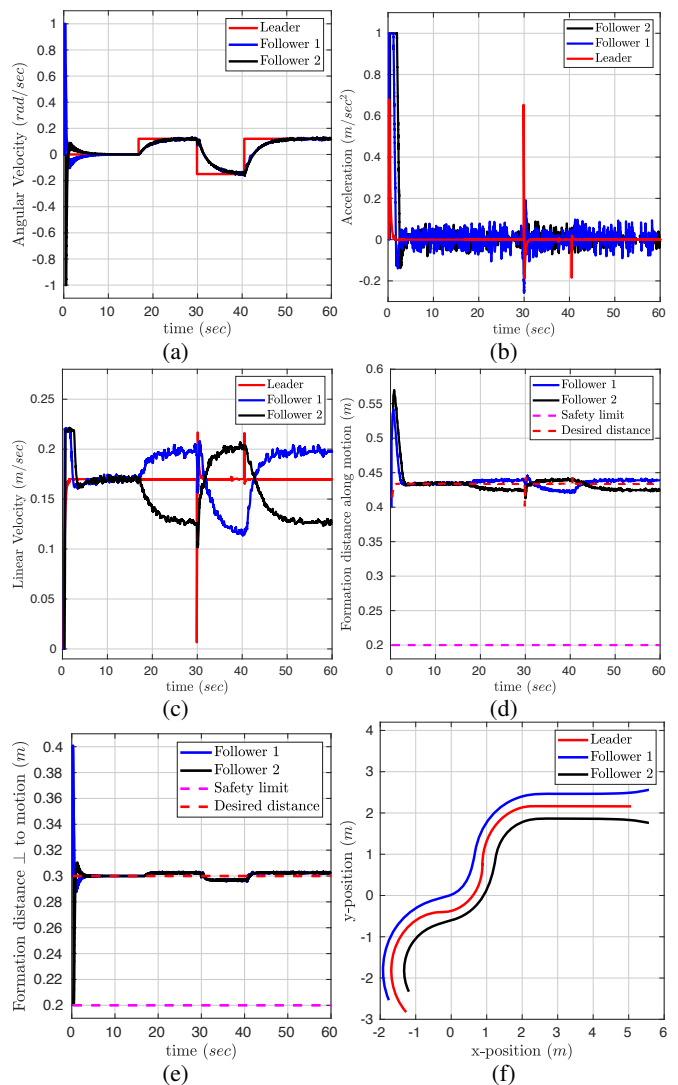 Leader
Follower 1
Follower 2
1
0.8
0.6
0.4
0.2
0
-0.2
-0.4
-0.6
-0.8
-1
Angular Velocity (rad/sec)
0 10 20 30 40 50 60
time (sec)
(a)
Follower 2
Follower 1
Leader
1
0.8
0.6
0.4
0.2
0
-0.2
Acceleration (m/sec²)
0 10 20 30 40 50 60
time (sec)
(b)
Leader
Follower 1
Follower 2
0.25
0.2
0.15
0.1
0.05
0
Linear Velocity (m/sec)
0 10 20 30 40 50 60
time (sec)
(c)
Follower 1
Follower 2
Safety limit
Desired distance
0.6
0.55
0.5
0.45
0.4
0.35
0.3
0.25
0.2
Formation distance along motion (m)
0 10 20 30 40 50 60
time (sec)
(d)
Follower 1
Follower 2
Safety limit
Desired distance
0.4
0.38
0.36
0.34
0.32
0.3
0.28
0.26
0.24
0.22
0.2
Formation distance ⊥ to motion (m)
0 10 20 30 40 50 60
time (sec)
(e)
Leader
Follower 1
Follower 2
4
3
2
1
0
-1
-2
-3
y-position (m)
-2 -1 0 1 2 3 4 5 6
x-position (m)
(f)